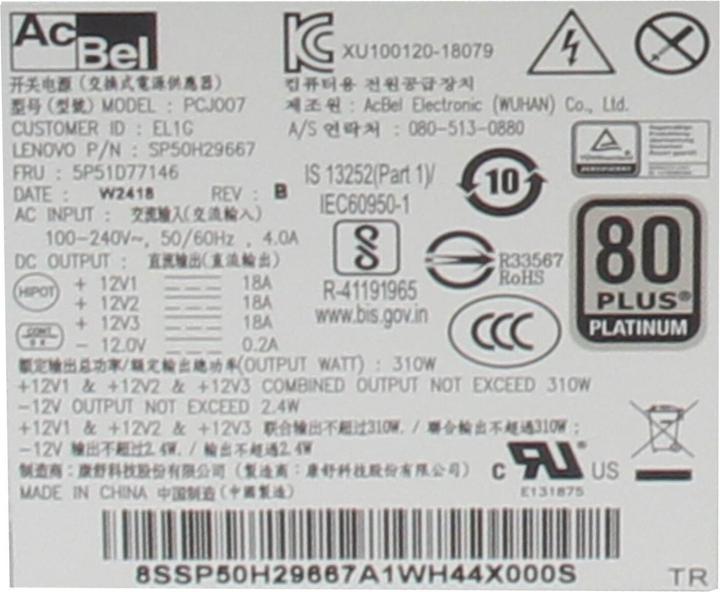 AcBel
KC XU100120-18079
开关电源 (交換式電源供應器)
컴퓨터용 전원공급장치
型号 (型號) MODEL : PCJ007
제조원 : AcBel Electronic (WUHAN) Co., Ltd.
CUSTOMER ID : EL1G
A/S 연락처 : 080-513-0880
LENOVO P/N : SP50H29667
FRU : 5P51D77146
DATE : W2418 REV : B
IS 13252(Part 1)/
IEC60950-1
10
AC INPUT : 交流输入(交流輸入)
100-240V~, 50/60Hz , 4.0A
DC OUTPUT : 直流输出(直流輸出)
HIPOT
+ 12V1 18A
+ 12V2 18A
+ 12V3 18A
- 12.0V 0.2A
CONT.
O K
R-41191965
www.bis.gov.in
R33567
RoHS
CCC
80
PLUS®
PLATINUM
额定输出总功率/額定輸出總功率(OUTPUT WATT) : 310W
+12V1 & +12V2 & +12V3 COMBINED OUTPUT NOT EXCEED 310W
-12V OUTPUT NOT EXCEED 2.4W
+12V1 & +12V2 & +12V3 联合输出不超过310W. / 聯合輸出不超過310W ;
-12V 输出不超过2.4W. / 輸出不超過2.4W
制造商: 康舒科技股份有限公司 (製造商 : 康舒科技股份有限公司)
MADE IN CHINA 中国制造 (中國製造)
c RU US
E131875
8SSP50H29667A1WH44X000S
TR